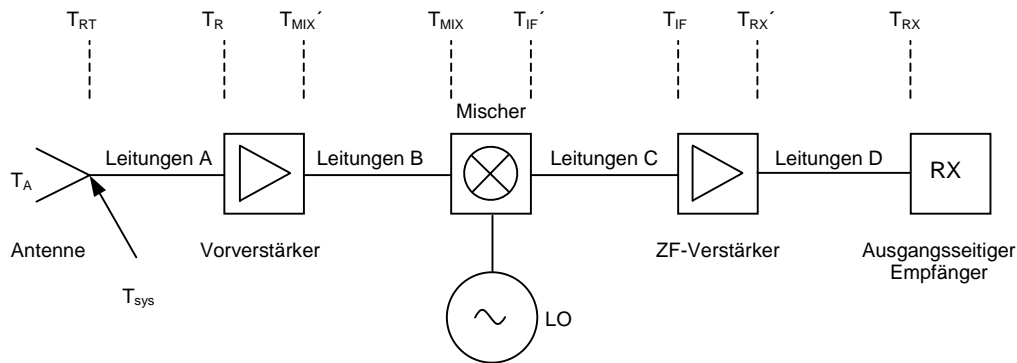 T_RT T_R T_MIX´ T_MIX T_IF´ T_IF T_RX´ T_RX
Mischer
Leitungen A Leitungen B Leitungen C Leitungen D
T_A RX
Antenne Vorverstärker ZF-Verstärker Ausgangsseitiger
Empfänger
T_sys
LO